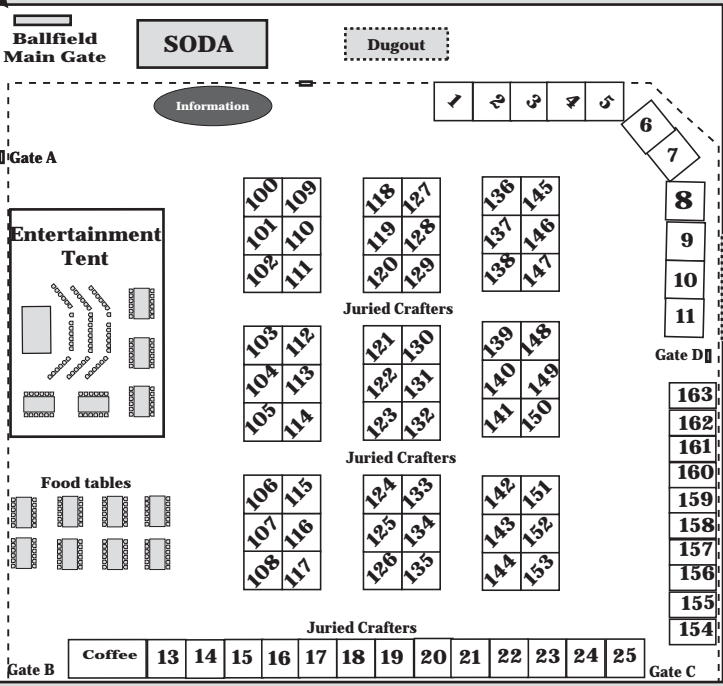 Ballfield
Main Gate
SODA
Dugout
Information
1 2 3 4 5
6
7
Gate A
8
9
10
11
Entertainment
Tent
100 109 118 127 136 145
101 110 119 128 137 146
102 111 120 129 138 147
Juried Crafters
103 112 121 130 139 148
104 113 122 131 140 149
105 114 123 132 141 150
Gate D
163
162
161
160
159
158
157
156
155
154
Juried Crafters
Food tables
106 115 124 133 142 151
107 116 125 134 143 152
108 117 126 135 144 153
Juried Crafters
Gate B
Coffee 13 14 15 16 17 18 19 20 21 22 23 24 25
Gate C